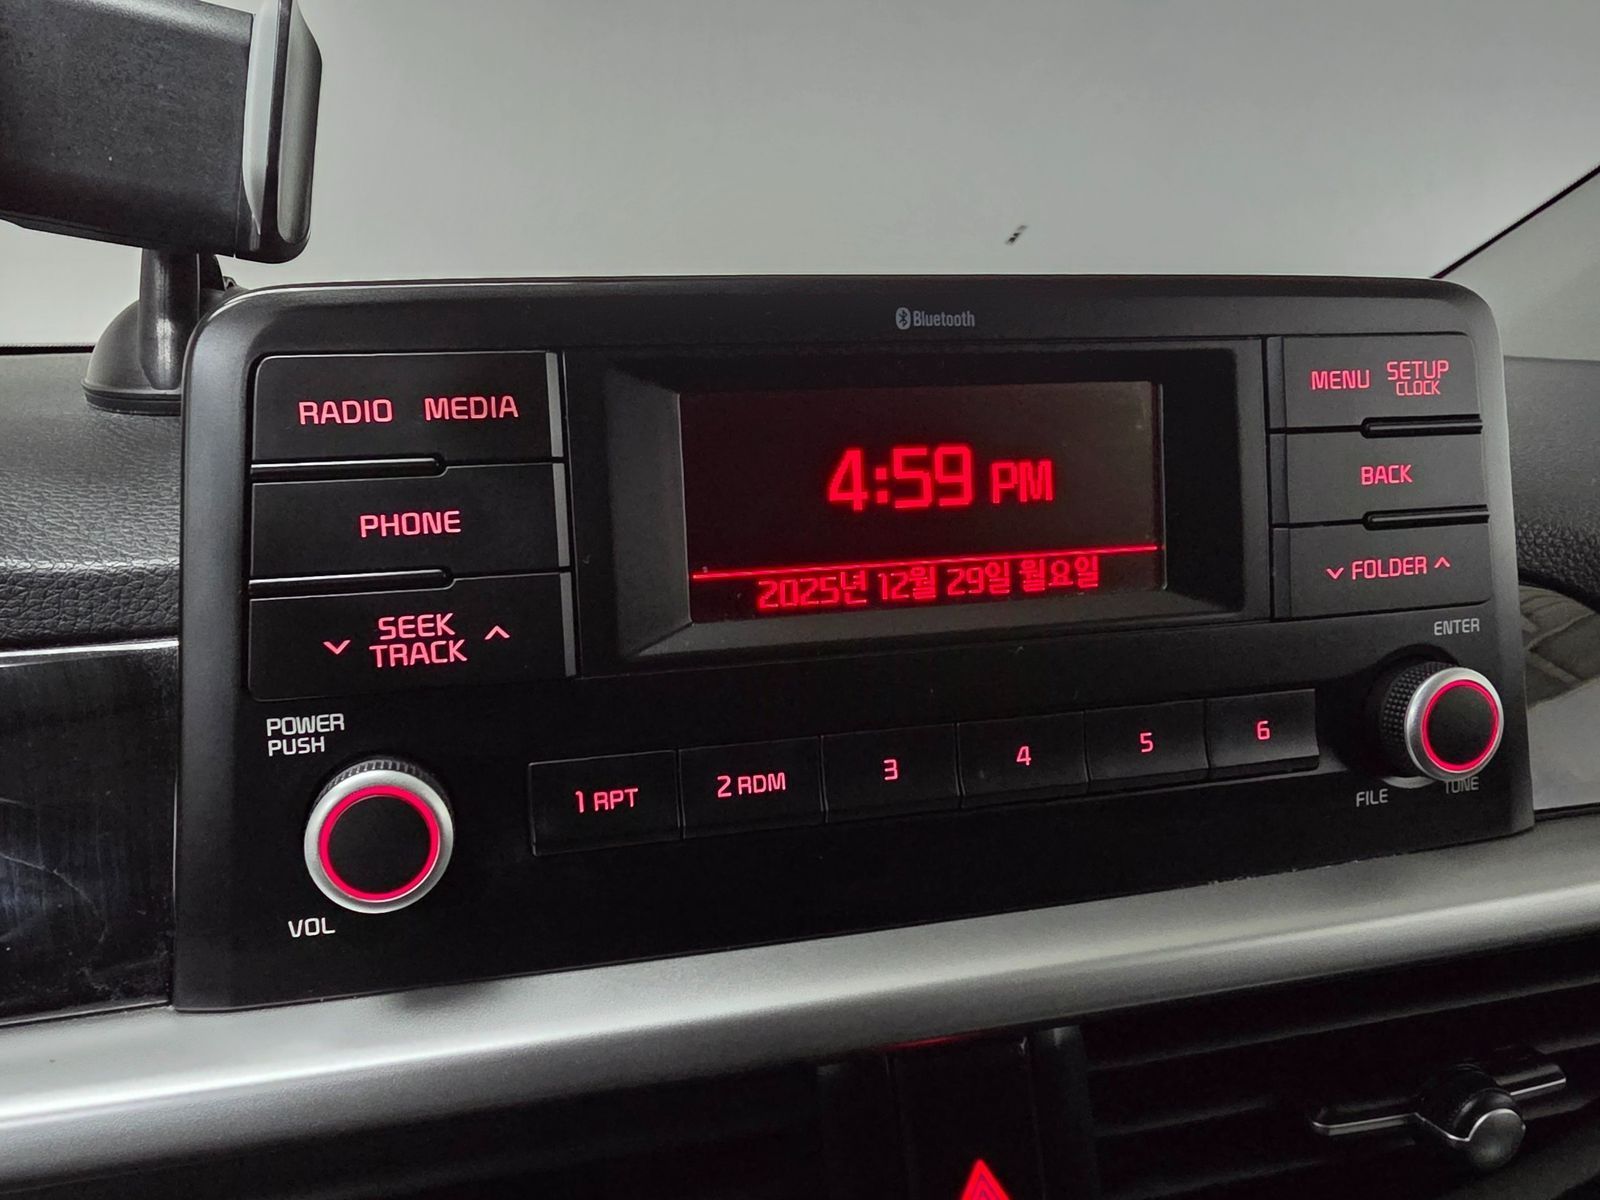 Bluetooth
RADIO MEDIA
PHONE
SEEK
TRACK
POWER
PUSH
VOL
4:59 PM
2025년 12월 29일 월요일
1 RPT
2 RDM
3
4
5
6
MENU
SETUP
CLOCK
BACK
FOLDER
ENTER
FILE
TUNE